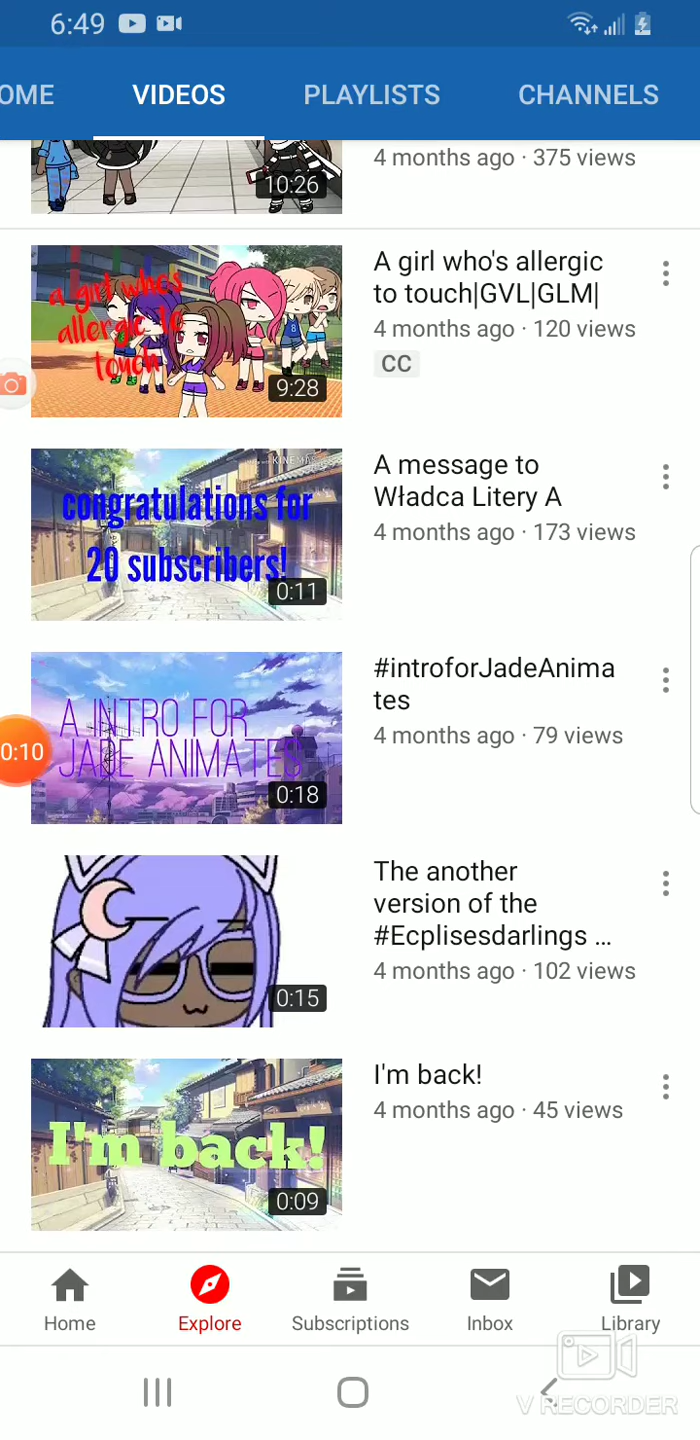 6:49
OME VIDEOS PLAYLISTS CHANNELS
10:26
4 months ago · 375 views
a girl who's
allergic to
touch
9:28
A girl who's allergic
to touch|GVL|GLM|
4 months ago · 120 views
CC
congratulations for
20 subscribers!
0:11
A message to
Władca Litery A
4 months ago · 173 views
A INTRO FOR
JADE ANIMATES
0:18
#introforJadeAnima
tes
4 months ago · 79 views
0:10
0:15
The another
version of the
#Ecplisesdarlings ...
4 months ago · 102 views
I'm back!
0:09
I'm back!
4 months ago · 45 views
Home Explore Subscriptions Inbox Library
V RECORDER